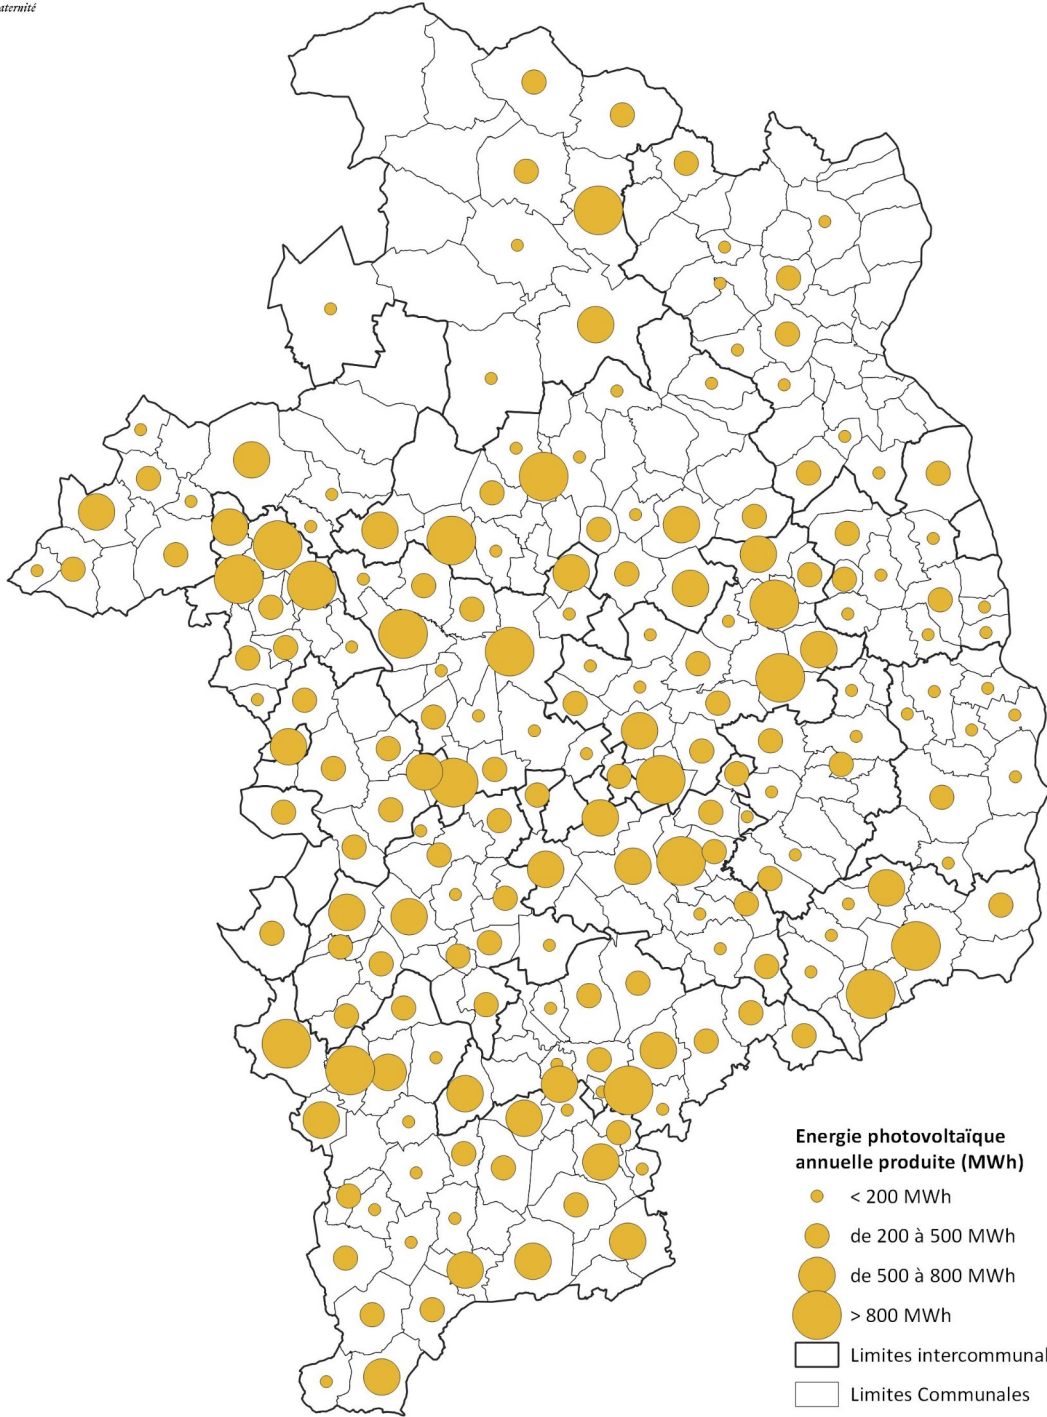 aternité
Energie photovoltaïque
annuelle produite (MWh)
< 200 MWh
de 200 à 500 MWh
de 500 à 800 MWh
> 800 MWh
Limites intercommunal
Limites Communales